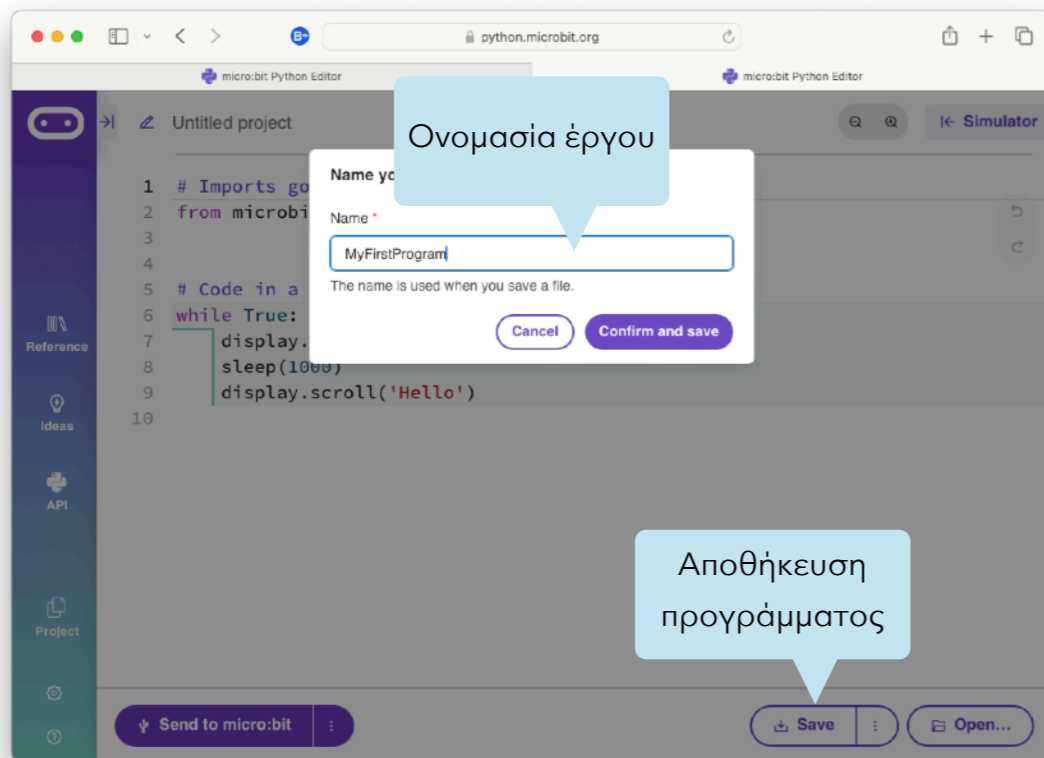 python.microbit.org
micro:bit Python Editor
micro:bit Python Editor
Untitled project
Simulator
Ονομασία έργου
Name
Name *
MyFirstProgram
The name is used when you save a file.
Cancel
Confirm and save
1 # Imports go
2 from microbi
3
4
5 # Code in a
6 while True:
7 display.
8 sleep(1000)
9 display.scroll('Hello')
10
Reference
Ideas
API
Project
Αποθήκευση
προγράμματος
Send to micro:bit
Save
Open...